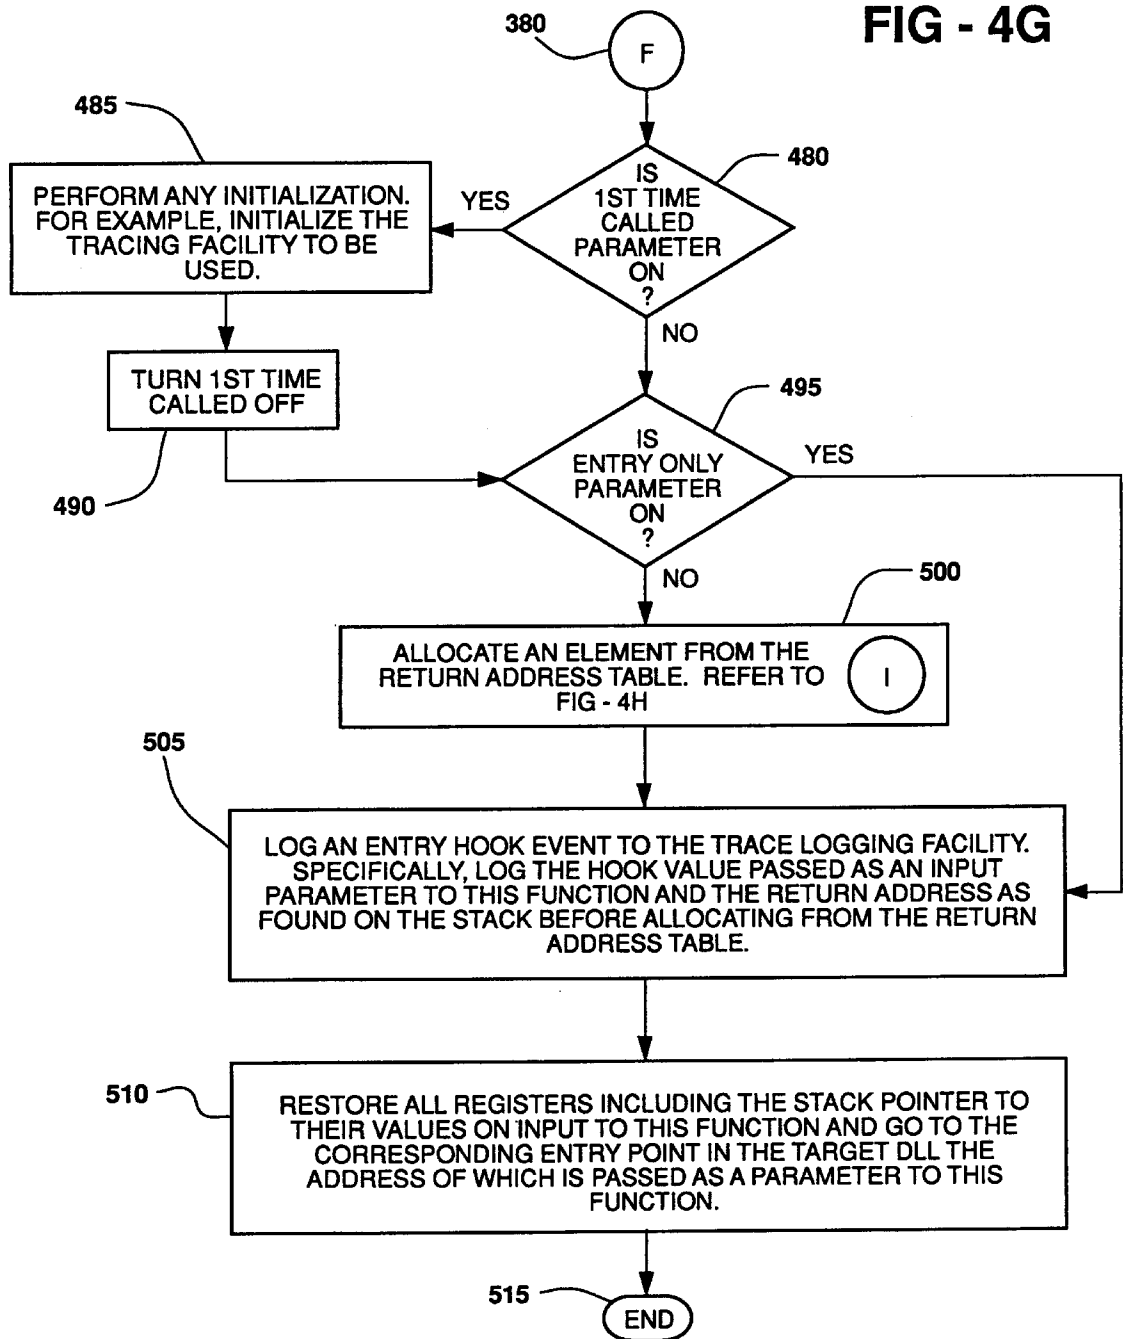 FIG - 4G
380
F
485
480
PERFORM ANY INITIALIZATION.
FOR EXAMPLE, INITIALIZE THE
TRACING FACILITY TO BE
USED.
YES
IS
1ST TIME
CALLED
PARAMETER
ON
?
NO
TURN 1ST TIME
CALLED OFF
490
495
IS
ENTRY ONLY
PARAMETER
ON
?
YES
NO
500
ALLOCATE AN ELEMENT FROM THE
RETURN ADDRESS TABLE. REFER TO
FIG - 4H
I
505
LOG AN ENTRY HOOK EVENT TO THE TRACE LOGGING FACILITY.
SPECIFICALLY, LOG THE HOOK VALUE PASSED AS AN INPUT
PARAMETER TO THIS FUNCTION AND THE RETURN ADDRESS AS
FOUND ON THE STACK BEFORE ALLOCATING FROM THE RETURN
ADDRESS TABLE.
510
RESTORE ALL REGISTERS INCLUDING THE STACK POINTER TO
THEIR VALUES ON INPUT TO THIS FUNCTION AND GO TO THE
CORRESPONDING ENTRY POINT IN THE TARGET DLL THE
ADDRESS OF WHICH IS PASSED AS A PARAMETER TO THIS
FUNCTION.
515
END